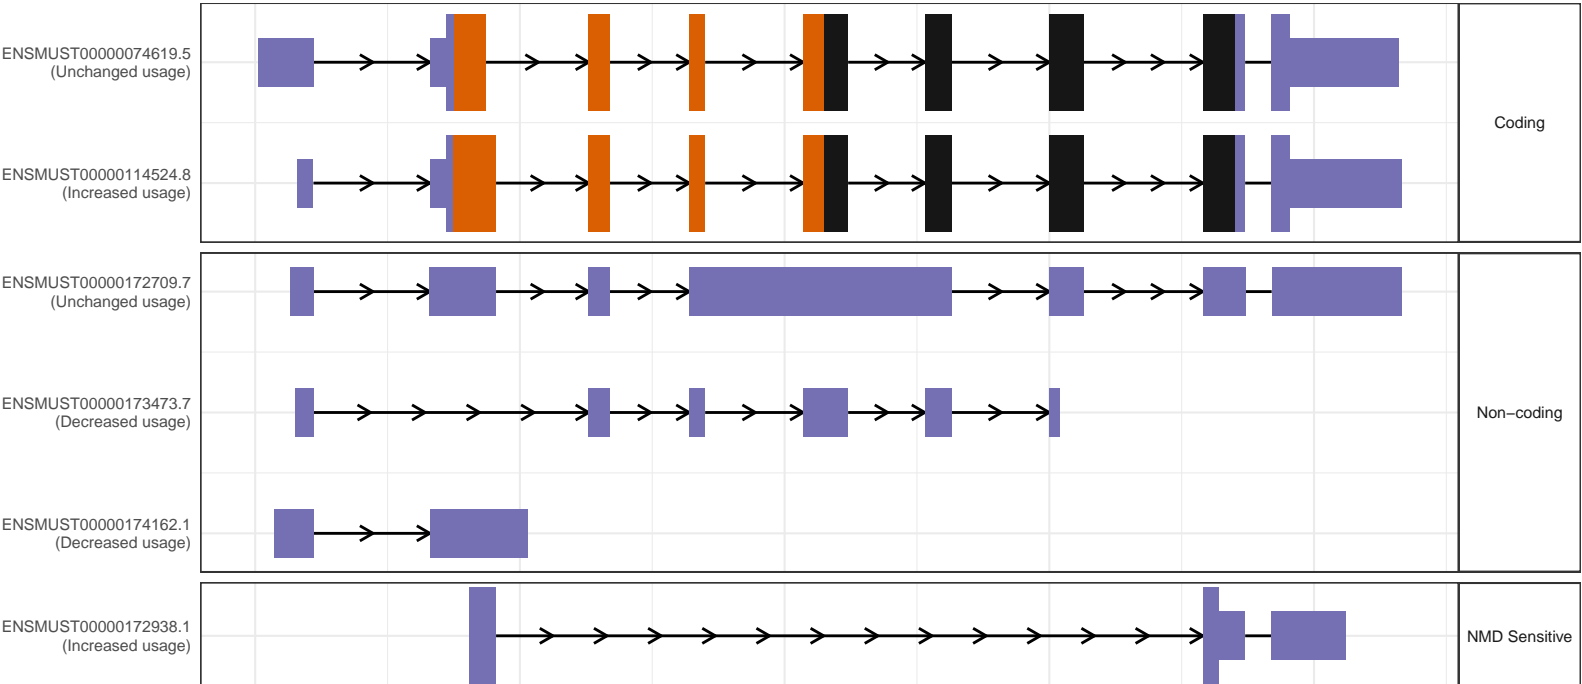 ENSMUST00000074619.5
(Unchanged usage)
ENSMUST00000114524.8
(Increased usage)
Coding
ENSMUST00000172709.7
(Unchanged usage)
ENSMUST00000173473.7
(Decreased usage)
ENSMUST00000174162.1
(Decreased usage)
Non−coding
ENSMUST00000172938.1
(Increased usage)
NMD Sensitive